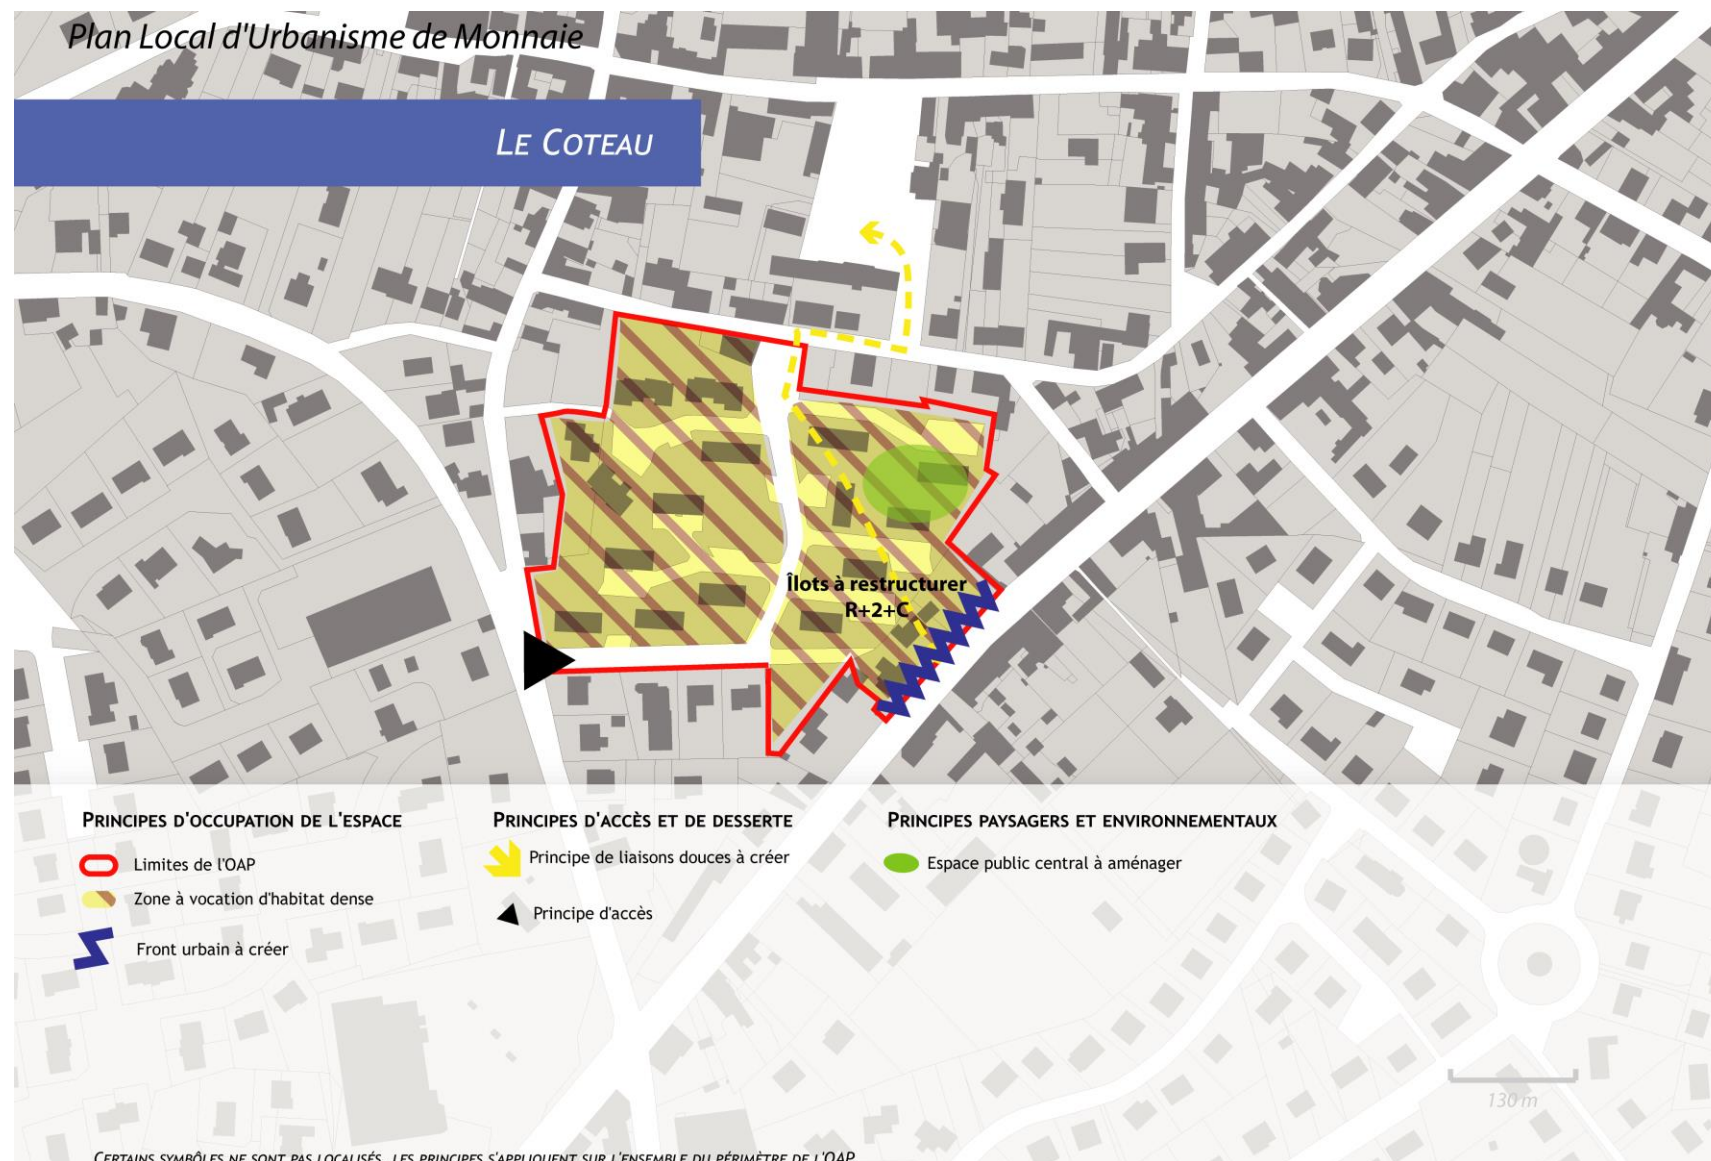 Plan Local d'Urbanisme de Monnaie
LE COTEAU
Îlots à restructurer
R+2+C
PRINCIPES D'OCCUPATION DE L'ESPACE
Limites de l'OAP
Zone à vocation d'habitat dense
Front urbain à créer
PRINCIPES D'ACCÈS ET DE DESSERTE
Principe de liaisons douces à créer
Principe d'accès
PRINCIPES PAYSAGERS ET ENVIRONNEMENTAUX
Espace public central à aménager
130 m
CERTAINS SYMBÔLES NE SONT PAS LOCALISÉS, LES PRINCIPES S'APPLIQUENT SUR L'ENSEMBLE DU PÉRIMÈTRE DE L'OAP